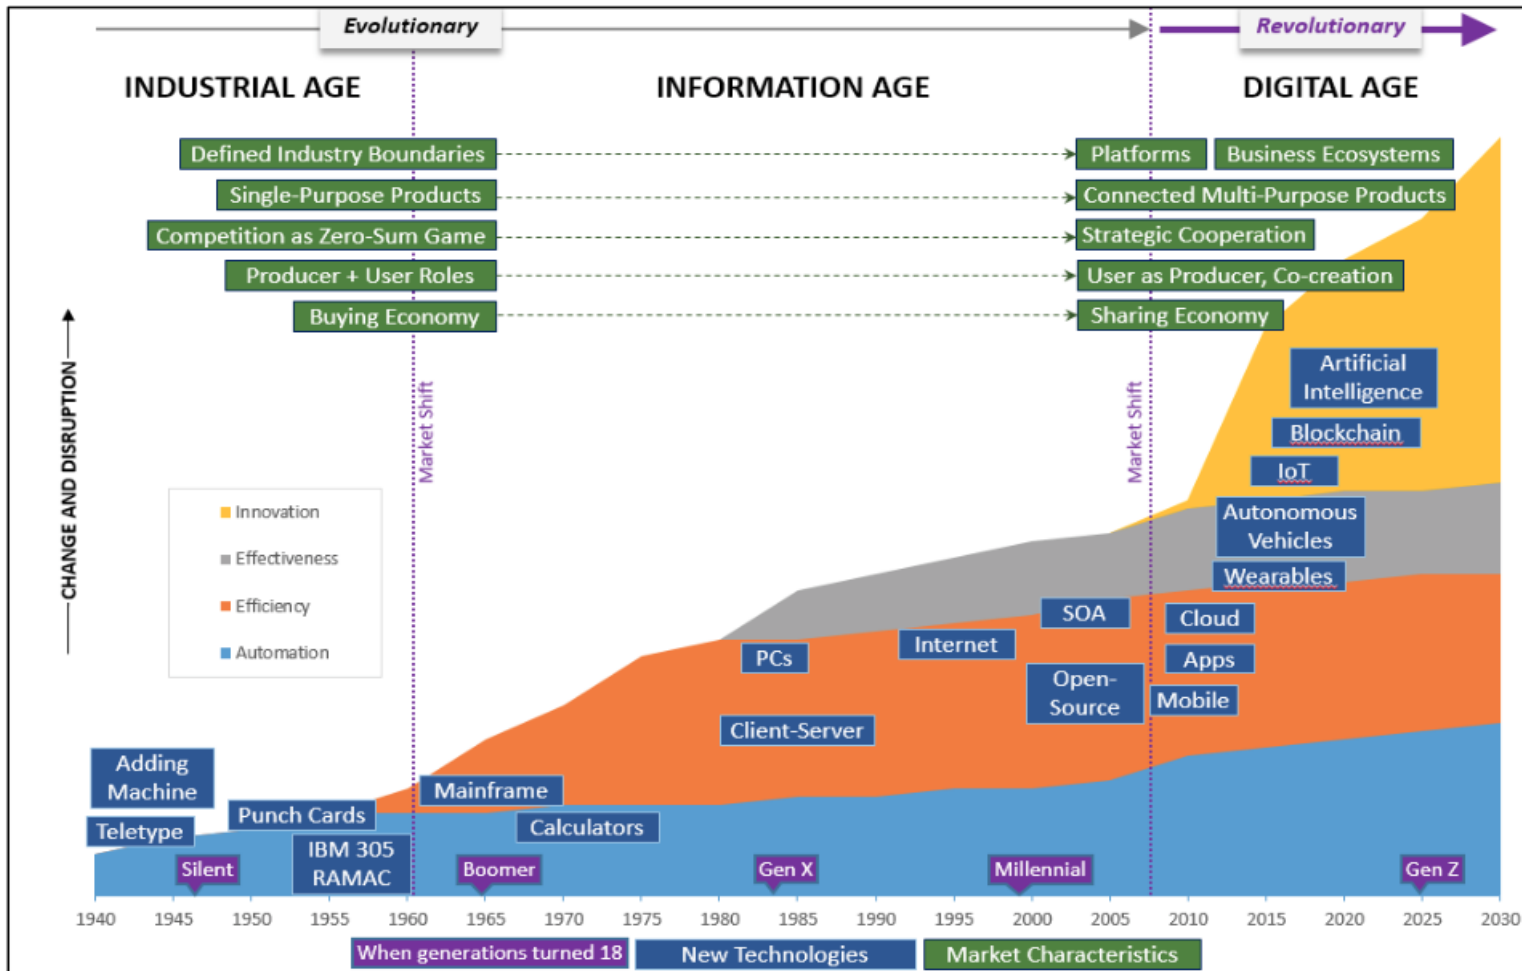 Evolutionary
Revolutionary
INDUSTRIAL AGE
INFORMATION AGE
DIGITAL AGE
Defined Industry Boundaries
Platforms
Business Ecosystems
Single-Purpose Products
Connected Multi-Purpose Products
Competition as Zero-Sum Game
Strategic Cooperation
Producer + User Roles
User as Producer, Co-creation
Buying Economy
Sharing Economy
CHANGE AND DISRUPTION
Market Shift
Market Shift
Artificial
Intelligence
Blockchain
IoT
Autonomous
Vehicles
Wearables
Innovation
Effectiveness
Efficiency
Automation
SOA
Cloud
PCs
Internet
Apps
Open-
Source
Mobile
Client-Server
Adding
Machine
Mainframe
Punch Cards
Teletype
Calculators
IBM 305
RAMAC
Silent
Boomer
Gen X
Millennial
Gen Z
1940 1945 1950 1955 1960 1965 1970 1975 1980 1985 1990 1995 2000 2005 2010 2015 2020 2025 2030
When generations turned 18
New Technologies
Market Characteristics